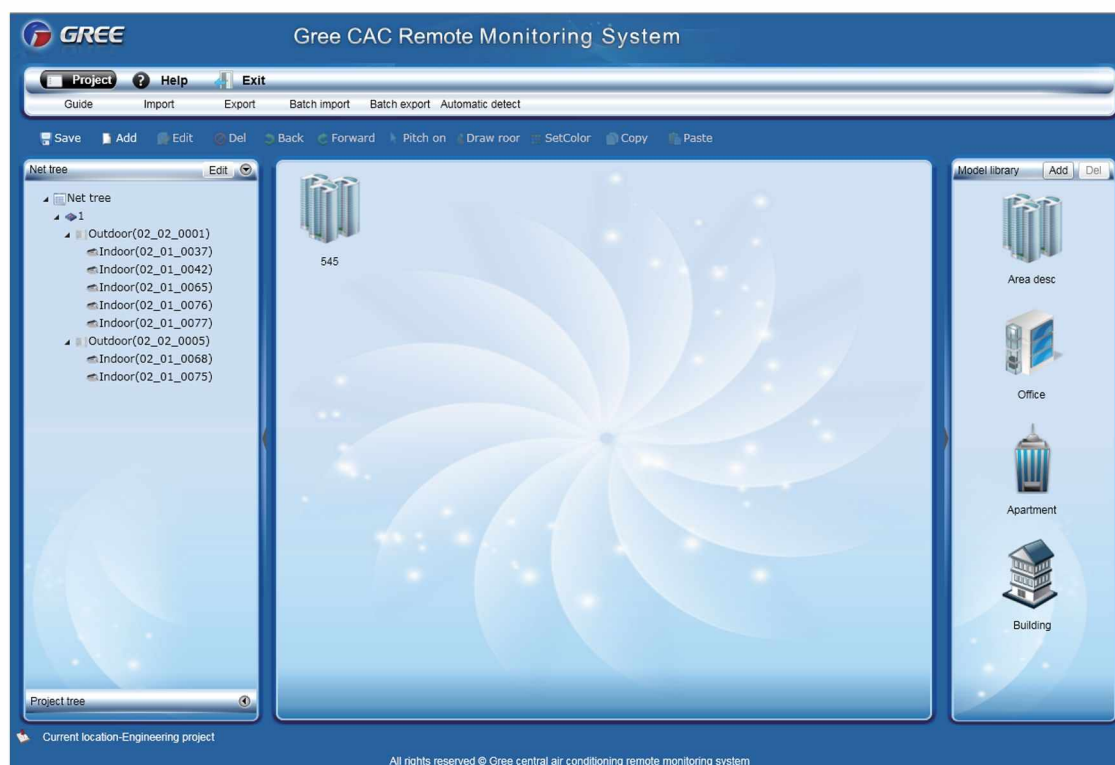 GREE
Gree CAC Remote Monitoring System
Project Help Exit
Guide Import Export Batch import Batch export Automatic detect
Save Add Edit Del Back Forward Pitch on Draw roor SetColor Copy Paste
Net tree Edit
Net tree
1
Outdoor(02_02_0001)
Indoor(02_01_0037)
Indoor(02_01_0042)
Indoor(02_01_0065)
Indoor(02_01_0076)
Indoor(02_01_0077)
Outdoor(02_02_0005)
Indoor(02_01_0068)
Indoor(02_01_0075)
Project tree
545
Model library Add Del
Area desc
Office
Apartment
Building
Current location-Engineering project
All rights reserved © Gree central air conditioning remote monitoring system